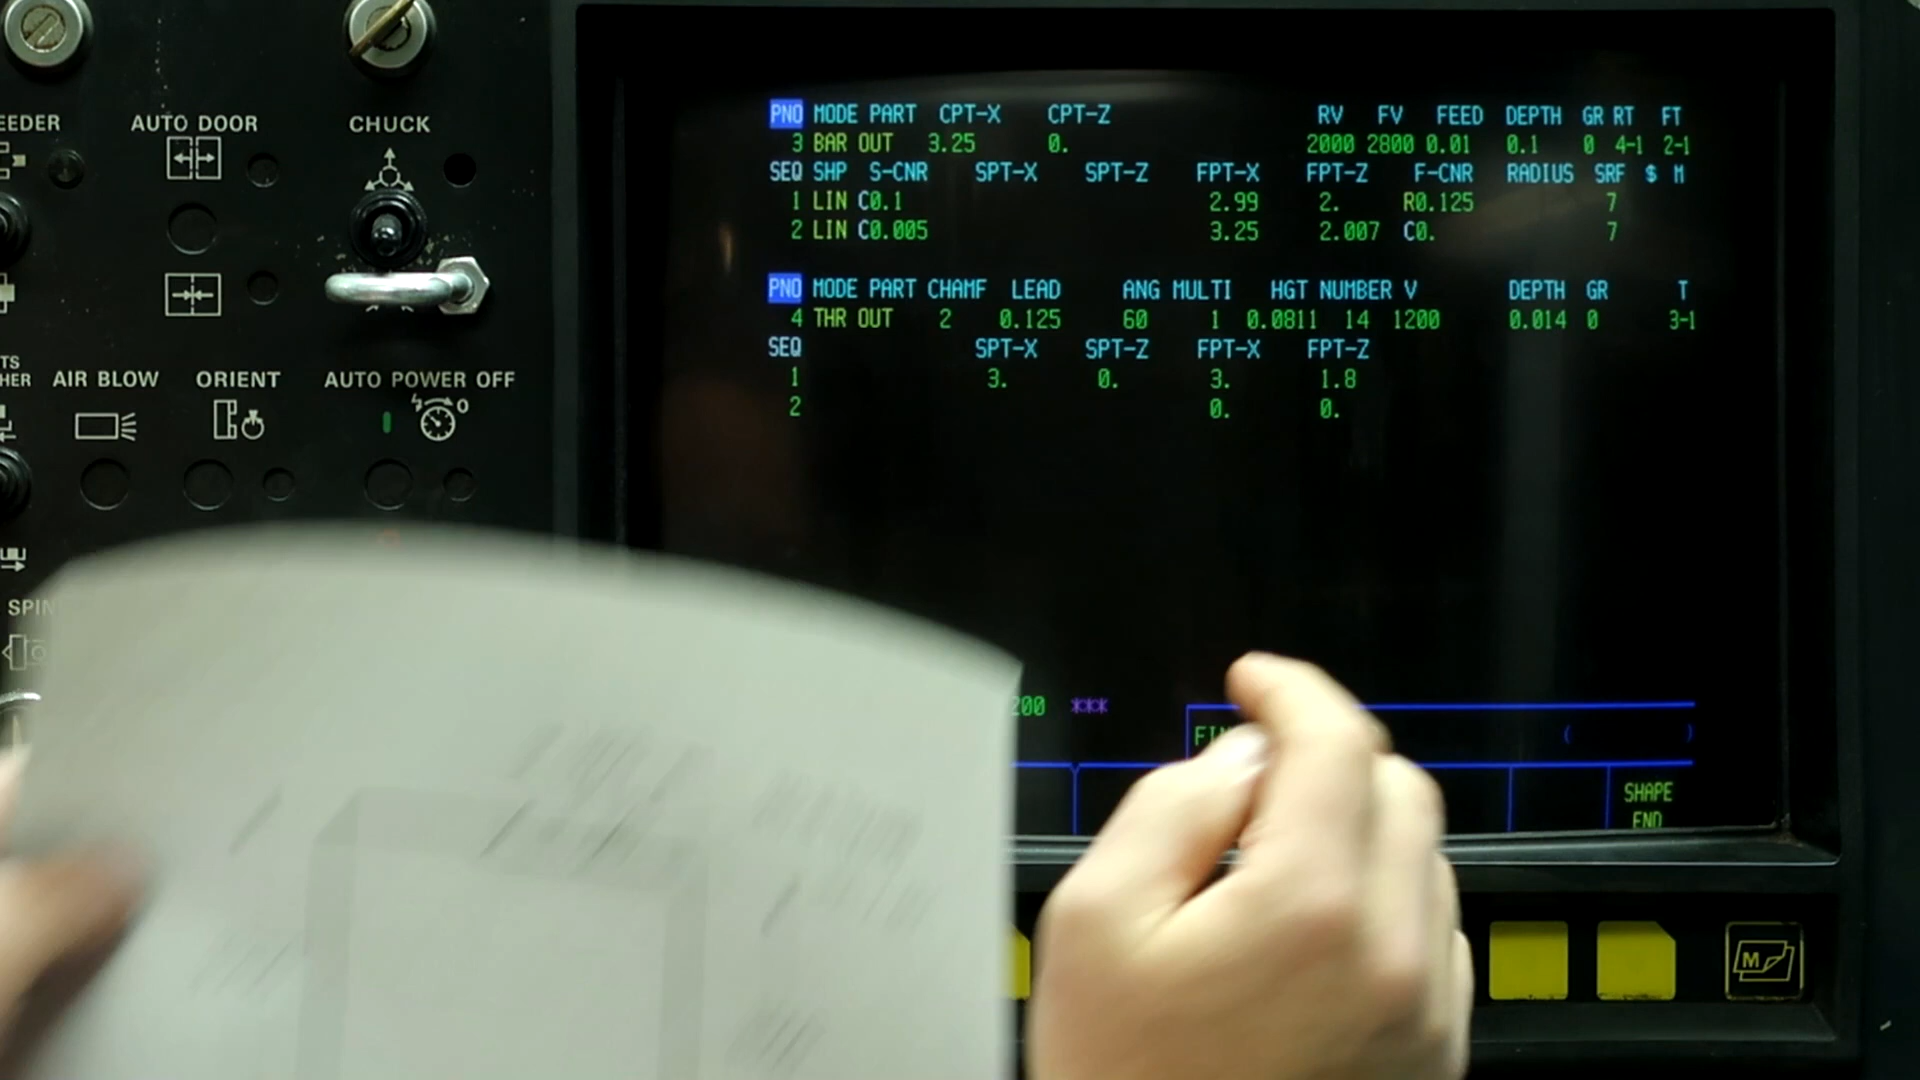 EEDER
AUTO DOOR
CHUCK
TS
HER
AIR BLOW
ORIENT
AUTO POWER OFF
SPIN
PNO MODE PART CPT-X CPT-Z RV FV FEED DEPTH GR RT FT
3 BAR OUT 3.25 0. 2000 2800 0.01 0.1 0 4-1 2-1
SEQ SHP S-CNR SPT-X SPT-Z FPT-X FPT-Z F-CNR RADIUS SRF $ M
1 LIN C0.1 2.99 2. R0.125 7
2 LIN C0.005 3.25 2.007 C0. 7
PNO MODE PART CHAMF LEAD ANG MULTI HGT NUMBER V DEPTH GR T
4 THR OUT 2 0.125 60 1 0.0811 14 1200 0.014 0 3-1
SEQ SPT-X SPT-Z FPT-X FPT-Z
1 3. 0. 3. 1.8
2 0. 0.
200 ***
( )
SHAPE
END
M